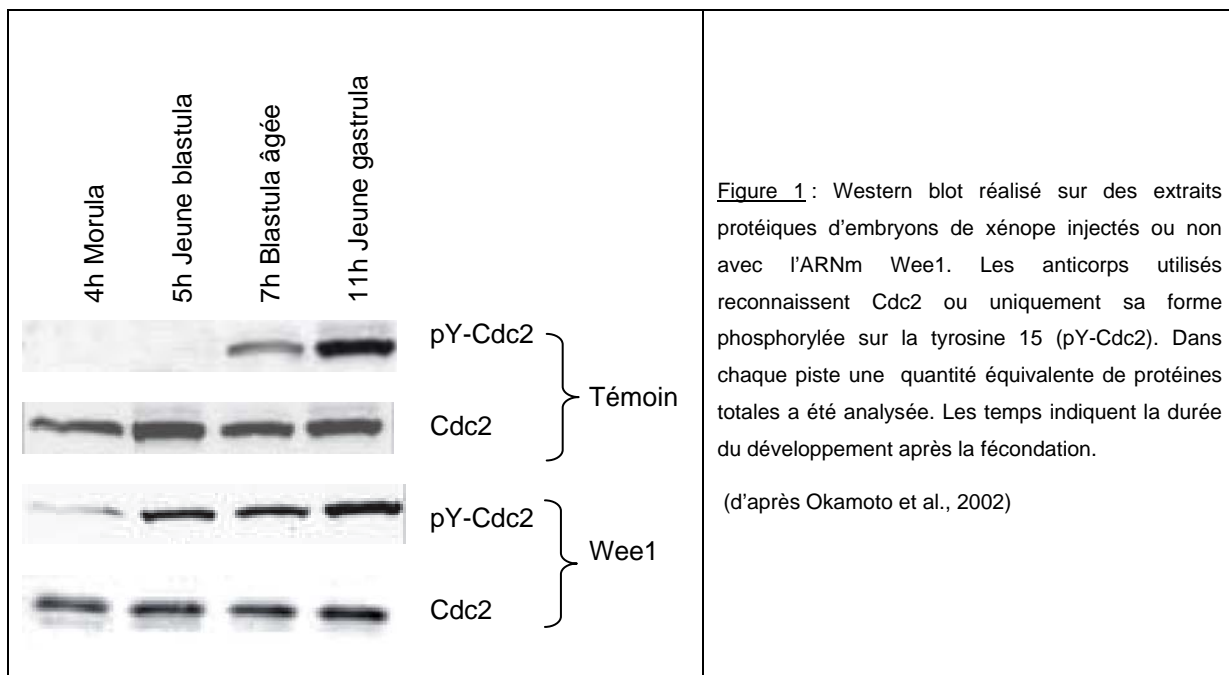 4h Morula
5h Jeune blastula
7h Blastula âgée
11h Jeune gastrula
pY-Cdc2
Cdc2
Témoin
pY-Cdc2
Cdc2
Wee1
Figure 1 : Western blot réalisé sur des extraits
protéiques d'embryons de xénope injectés ou non
avec l'ARNm Wee1. Les anticorps utilisés
reconnaissent Cdc2 ou uniquement sa forme
phosphorylée sur la tyrosine 15 (pY-Cdc2). Dans
chaque piste une quantité équivalente de protéines
totales a été analysée. Les temps indiquent la durée
du développement après la fécondation.
(d'après Okamoto et al., 2002)